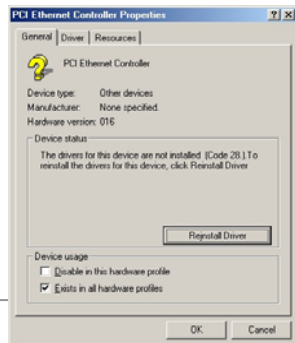 PCI Ethernet Controller Properties
General Driver Resources
PCI Ethernet Controller
Device type: Other devices
Manufacturer: None specified.
Hardware version: 016
Device status
The drivers for this device are not installed. (Code 28.) To
reinstall the drivers for this device, click Reinstall Driver
Reinstall Driver
Device usage
Disable in this hardware profile
Exists in all hardware profiles
OK Cancel